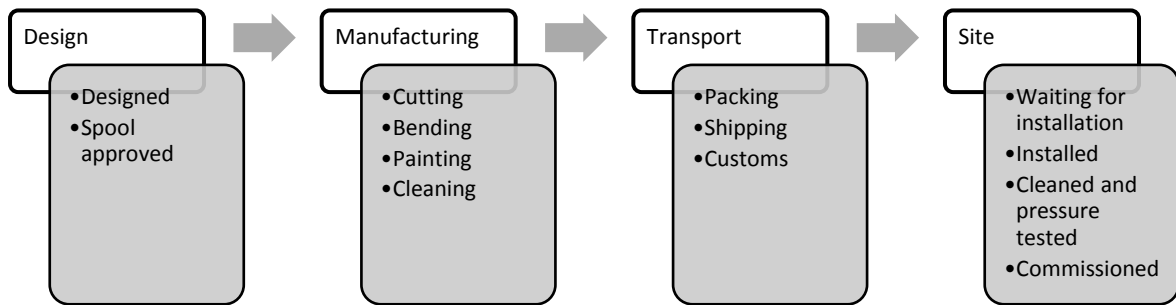 Design
•Designed
•Spool
approved
Manufacturing
•Cutting
•Bending
•Painting
•Cleaning
Transport
•Packing
•Shipping
•Customs
Site
•Waiting for
installation
•Installed
•Cleaned and
pressure
tested
•Commissioned